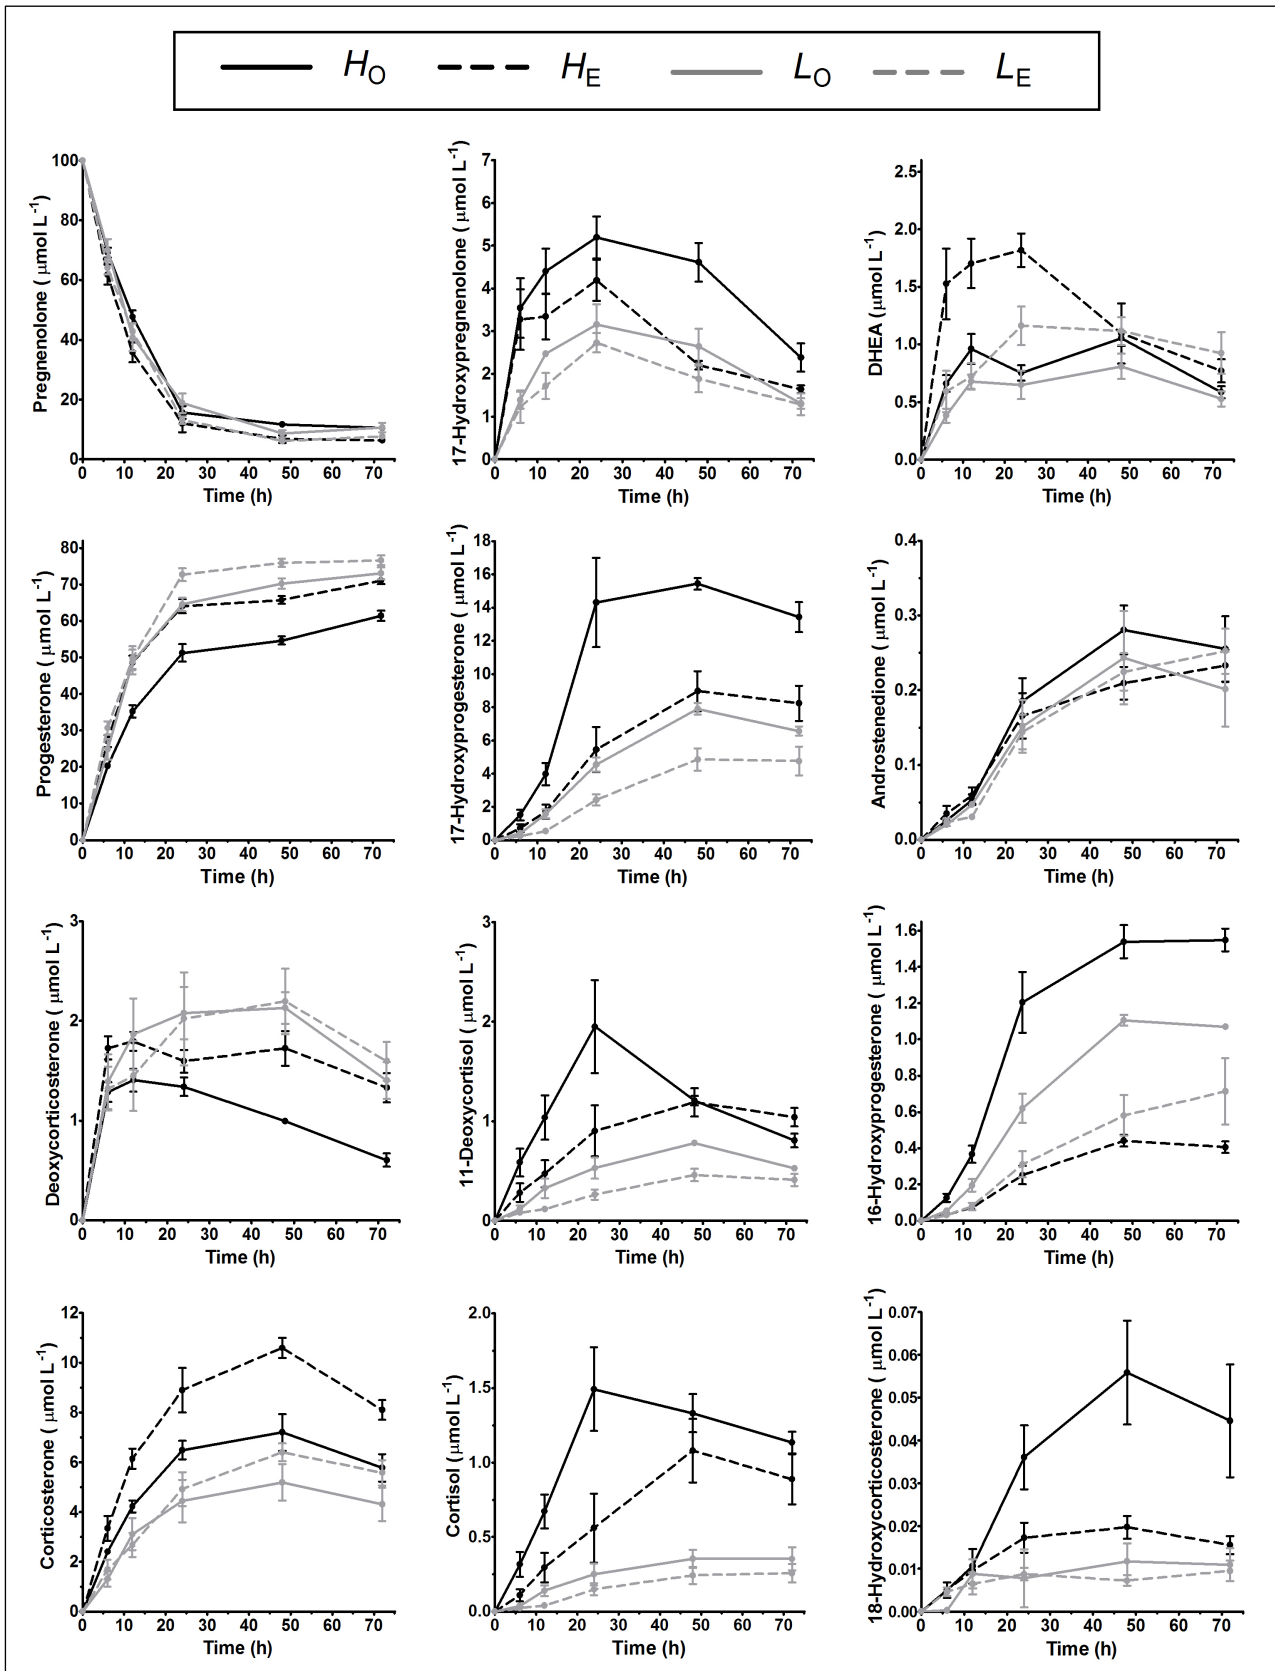 H_O H_E L_O L_E
Pregnenolone ( μmol L⁻¹)
100
80
60
40
20
0
0 10 20 30 40 50 60 70
Time (h)
17-Hydroxypregnenolone ( μmol L⁻¹)
7
6
5
4
3
2
1
0
0 10 20 30 40 50 60 70
Time (h)
DHEA (μmol L⁻¹)
2.5
2.0
1.5
1.0
0.5
0.0
0 10 20 30 40 50 60 70
Time (h)
Progesterone ( μmol L⁻¹)
80
70
60
50
40
30
20
10
0
0 10 20 30 40 50 60 70
Time (h)
17-Hydroxyprogesterone ( μmol L⁻¹)
18
16
14
12
10
8
6
4
2
0
0 10 20 30 40 50 60 70
Time (h)
Androstenedione ( μmol L⁻¹)
0.4
0.3
0.2
0.1
0.0
0 10 20 30 40 50 60 70
Time (h)
Deoxycorticosterone ( μmol L⁻¹)
3
2
1
0
0 10 20 30 40 50 60 70
Time (h)
11-Deoxycortisol ( μmol L⁻¹)
3
2
1
0
0 10 20 30 40 50 60 70
Time (h)
16-Hydroxyprogesterone ( μmol L⁻¹)
1.6
1.4
1.2
1.0
0.8
0.6
0.4
0.2
0.0
0 10 20 30 40 50 60 70
Time (h)
Corticosterone ( μmol L⁻¹)
12
10
8
6
4
2
0
0 10 20 30 40 50 60 70
Time (h)
Cortisol ( μmol L⁻¹)
2.0
1.5
1.0
0.5
0.0
0 10 20 30 40 50 60 70
Time (h)
18-Hydroxycorticosterone ( μmol L⁻¹)
0.07
0.06
0.05
0.04
0.03
0.02
0.01
0.00
0 10 20 30 40 50 60 70
Time (h)